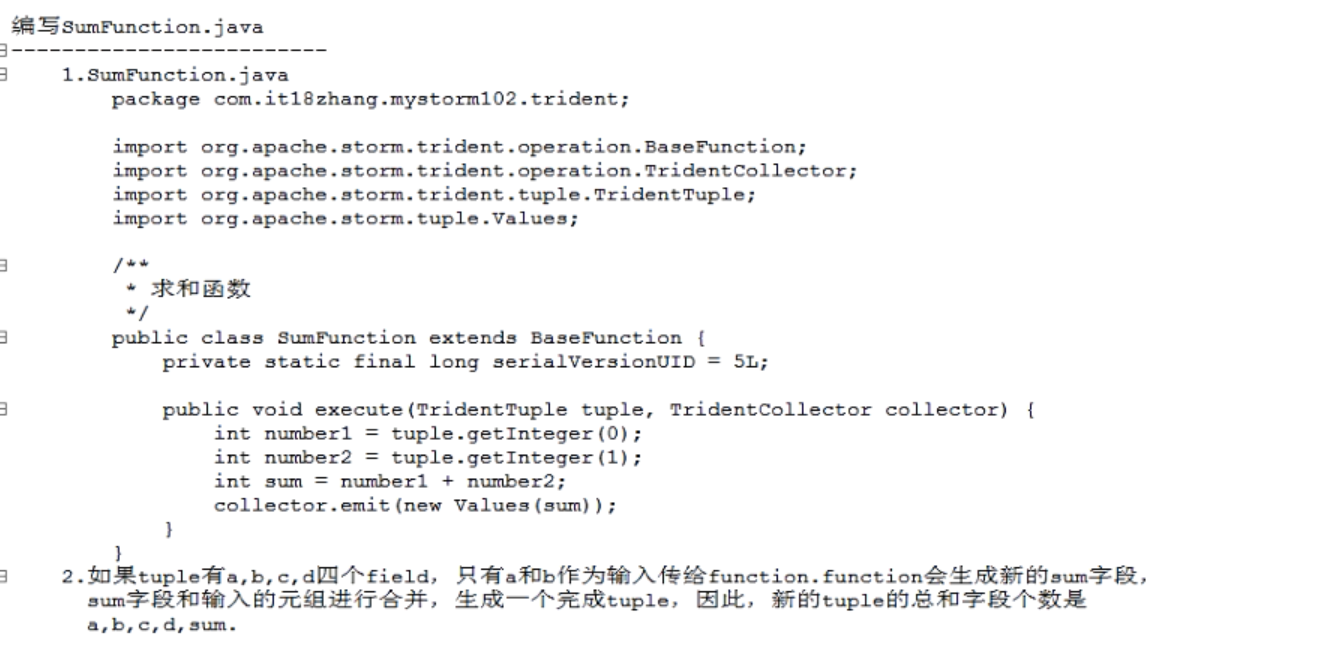 编写SumFunction.java
-------------------------
1.SumFunction.java
package com.it18zhang.mystorm102.trident;
import org.apache.storm.trident.operation.BaseFunction;
import org.apache.storm.trident.operation.TridentCollector;
import org.apache.storm.trident.tuple.TridentTuple;
import org.apache.storm.tuple.Values;
/**
* 求和函数
*/
public class SumFunction extends BaseFunction {
private static final long serialVersionUID = 5L;
public void execute(TridentTuple tuple, TridentCollector collector) {
int number1 = tuple.getInteger(0);
int number2 = tuple.getInteger(1);
int sum = number1 + number2;
collector.emit(new Values(sum));
}
}
2.如果tuple有a,b,c,d四个field，只有a和b作为输入传给function.function会生成新的sum字段，
sum字段和输入的元组进行合并，生成一个完成tuple，因此，新的tuple的总和字段个数是
a,b,c,d,sum.